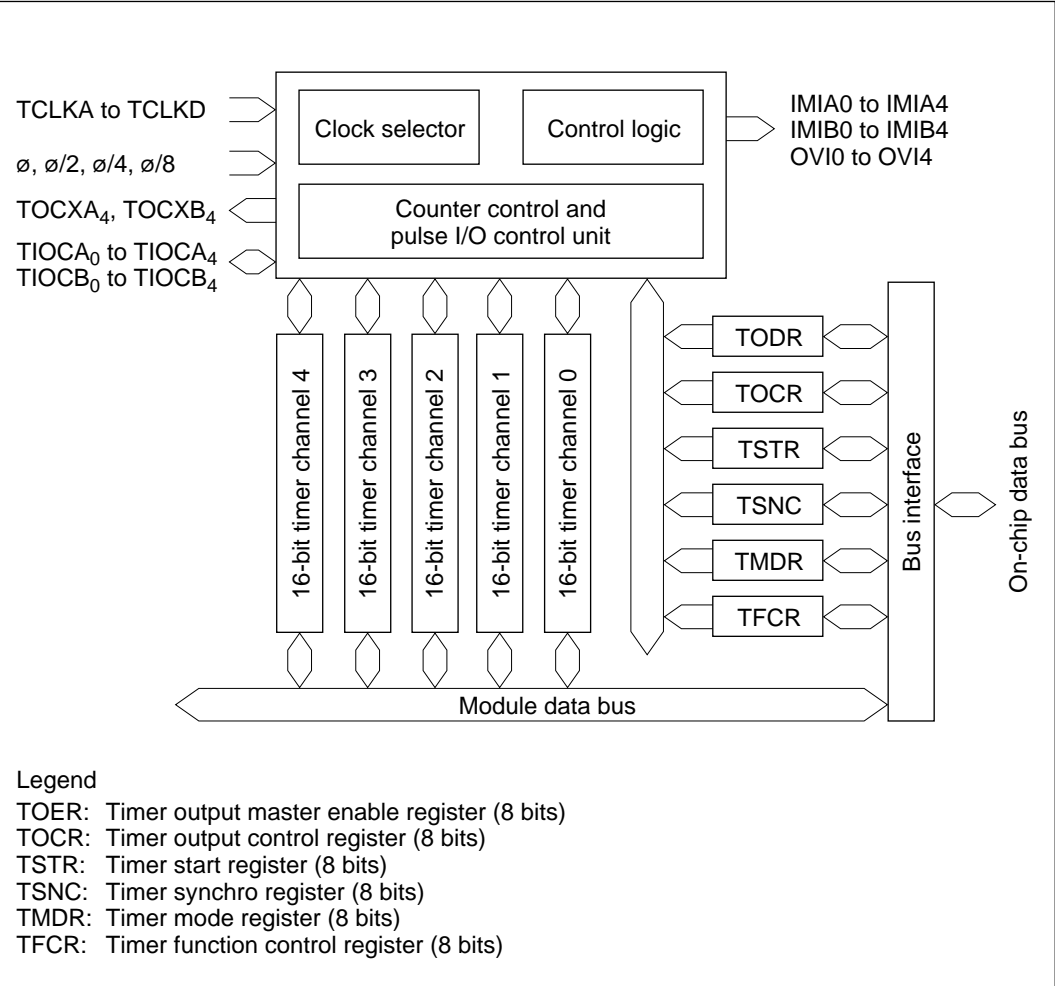 TCLKA to TCLKD
ø, ø/2, ø/4, ø/8
TOCXA4, TOCXB4
TIOCA0 to TIOCA4
TIOCB0 to TIOCB4
Clock selector
Control logic
Counter control and
pulse I/O control unit
IMIA0 to IMIA4
IMIB0 to IMIB4
OVI0 to OVI4
16-bit timer channel 4
16-bit timer channel 3
16-bit timer channel 2
16-bit timer channel 1
16-bit timer channel 0
TODR
TOCR
TSTR
TSNC
TMDR
TFCR
Bus interface
On-chip data bus
Module data bus
Legend
TOER: Timer output master enable register (8 bits)
TOCR: Timer output control register (8 bits)
TSTR: Timer start register (8 bits)
TSNC: Timer synchro register (8 bits)
TMDR: Timer mode register (8 bits)
TFCR: Timer function control register (8 bits)